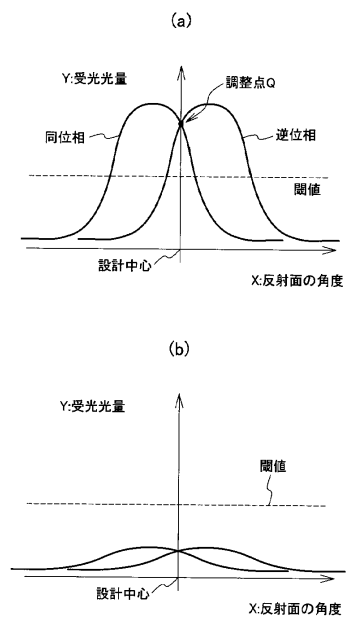 (a)
Y:受光光量
調整点Q
同位相
逆位相
閾値
設計中心
X:反射面の角度
(b)
Y:受光光量
閾値
設計中心
X:反射面の角度